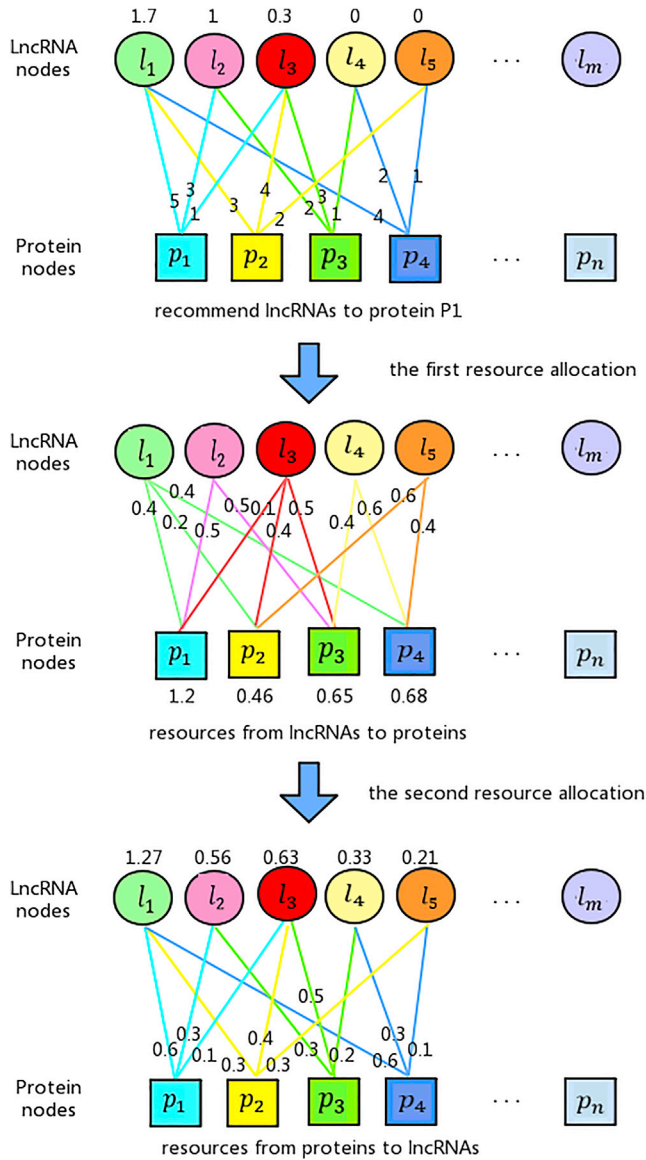 1.7 1 0.3 0 0
LncRNA nodes l₁ l₂ l₃ l₄ l₅ ... lₘ
5 3 1 3 4 2 2 3 1 4 2 1
Protein nodes p₁ p₂ p₃ p₄ ... pₙ
recommend lncRNAs to protein P1
the first resource allocation
LncRNA nodes l₁ l₂ l₃ l₄ l₅ ... lₘ
0.4 0.2 0.4 0.5 0.5 0.1 0.4 0.5 0.4 0.6 0.6 0.4
Protein nodes p₁ p₂ p₃ p₄ ... pₙ
1.2 0.46 0.65 0.68
resources from lncRNAs to proteins
the second resource allocation
1.27 0.56 0.63 0.33 0.21
LncRNA nodes l₁ l₂ l₃ l₄ l₅ ... lₘ
0.6 0.3 0.1 0.3 0.4 0.3 0.3 0.5 0.2 0.6 0.3 0.1
Protein nodes p₁ p₂ p₃ p₄ ... pₙ
resources from proteins to lncRNAs